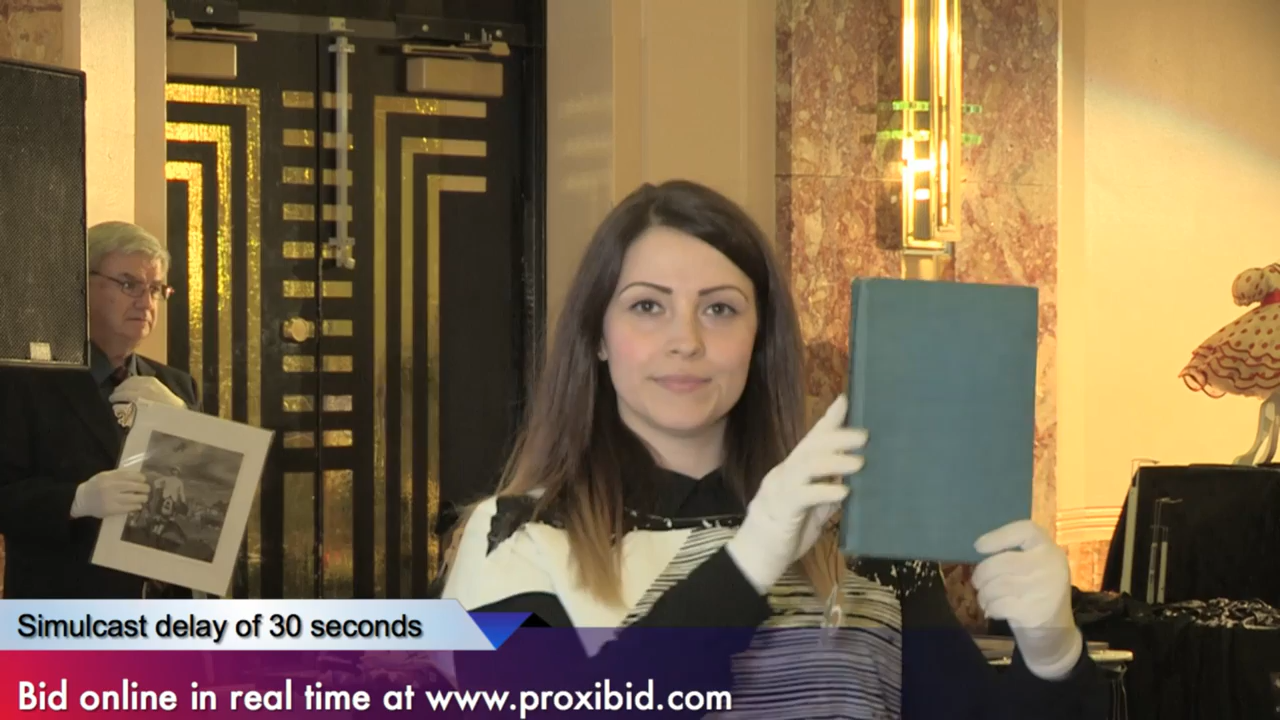 Simulcast delay of 30 seconds
Bid online in real time at www.proxibid.com